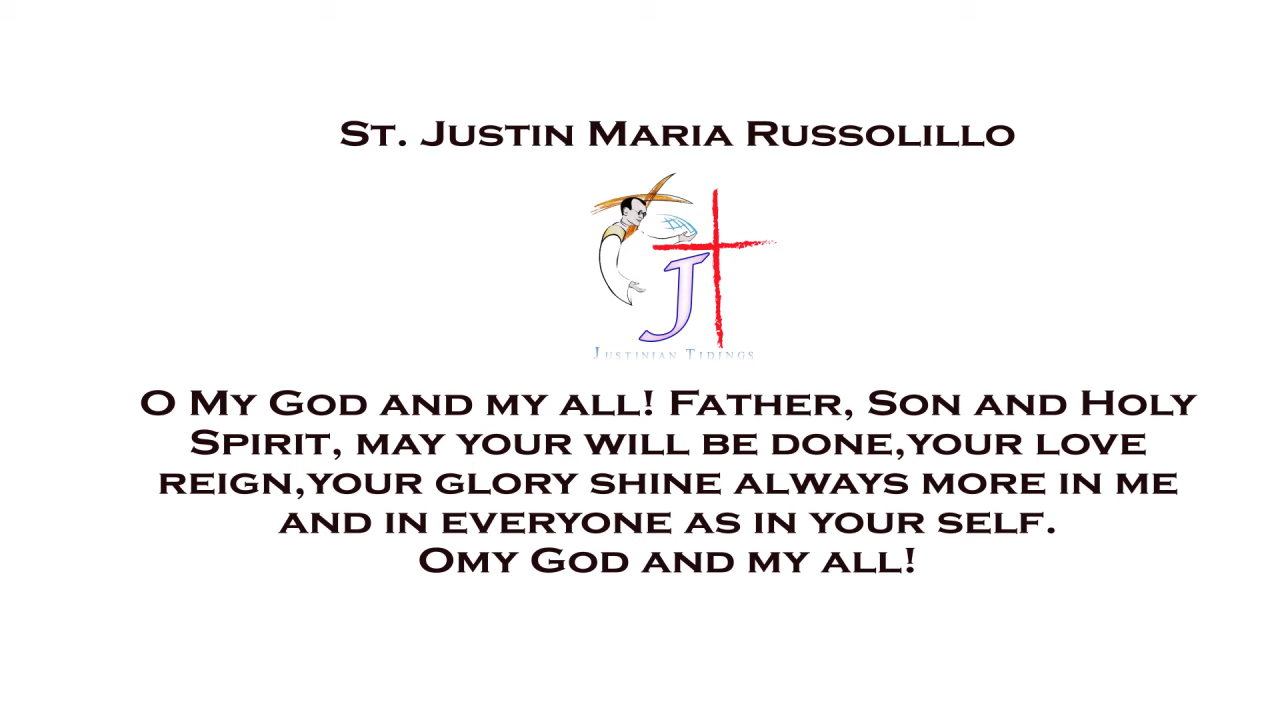 St. Justin Maria Russolillo
J
Justinian Tidings
O My God and my all! Father, Son and Holy
Spirit, may your will be done,your love
reign,your glory shine always more in me
and in everyone as in your self.
Omy God and my all!